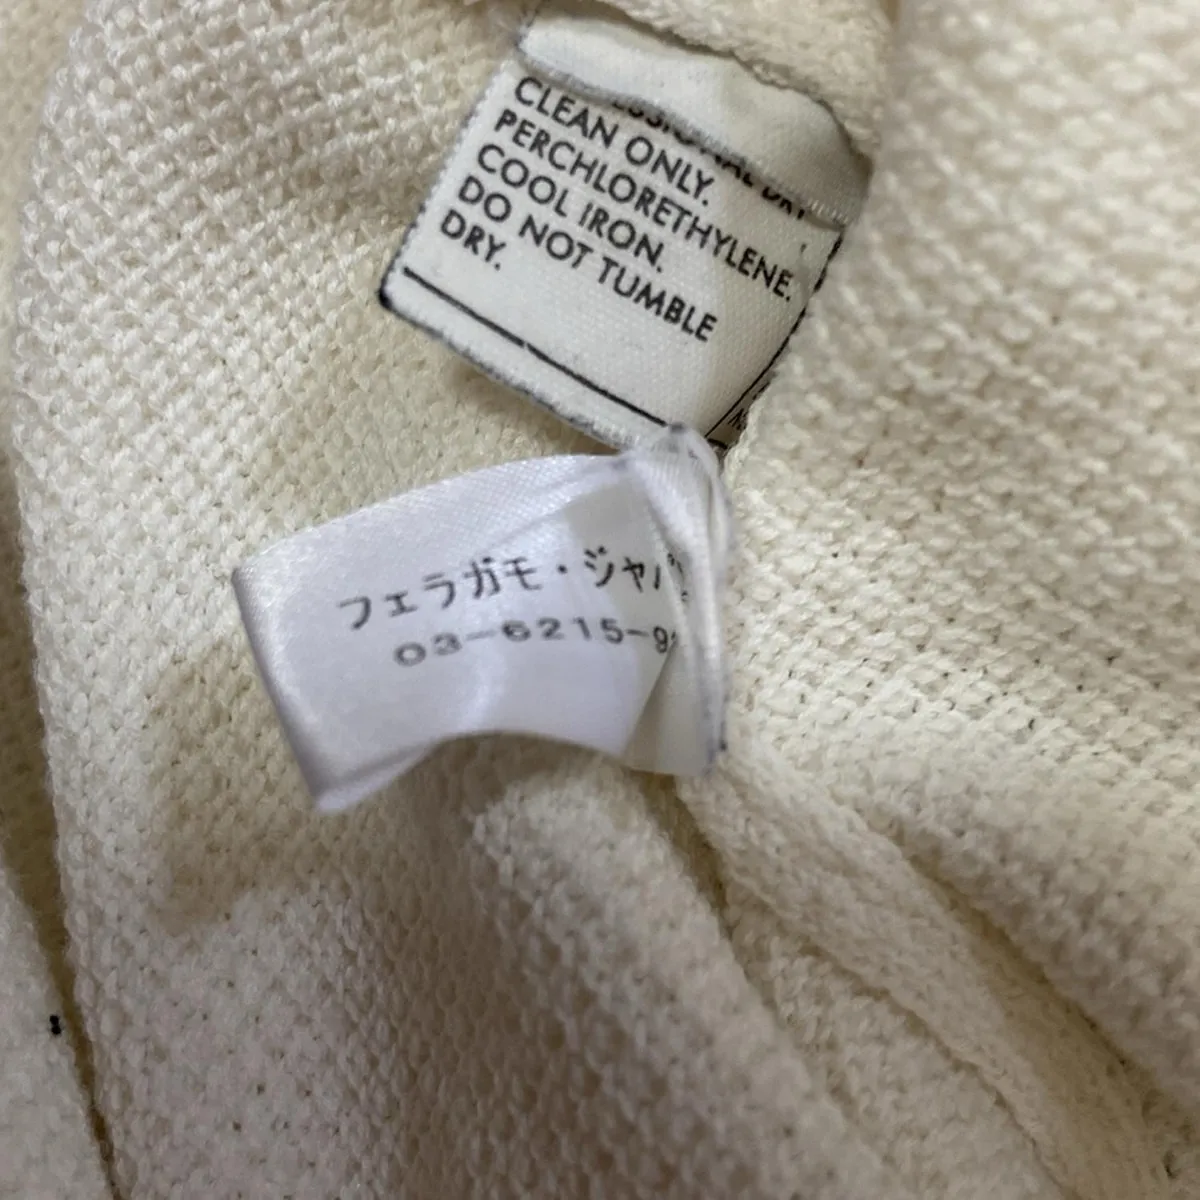 CLEAN ONLY.
PERCHLORETHYLENE.
COOL IRON.
DO NOT TUMBLE
DRY.
フェラガモ・ジャパ
03-6215-9